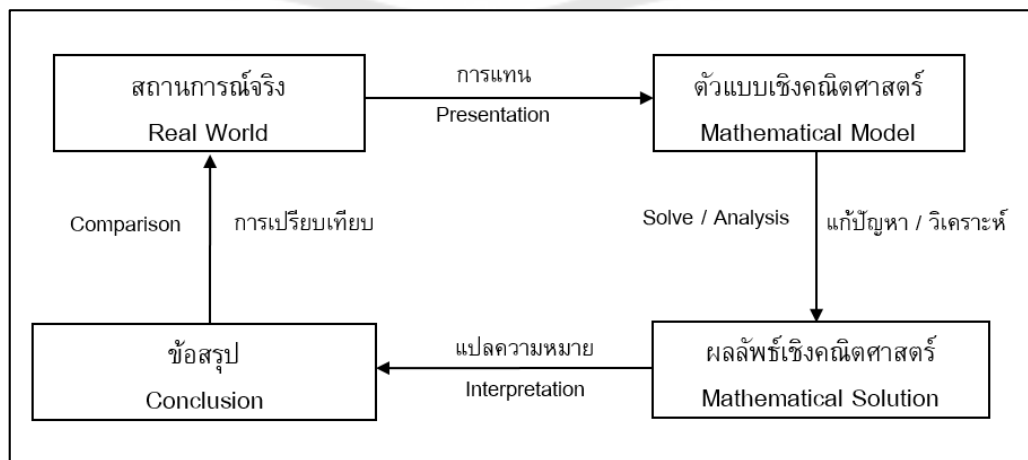 สถานการณ์จริง
Real World
การแทน
Presentation
ตัวแบบเชิงคณิตศาสตร์
Mathematical Model
Comparison
การเปรียบเทียบ
Solve / Analysis
แก้ปัญหา / วิเคราะห์
ข้อสรุป
Conclusion
แปลความหมาย
Interpretation
ผลลัพธ์เชิงคณิตศาสตร์
Mathematical Solution